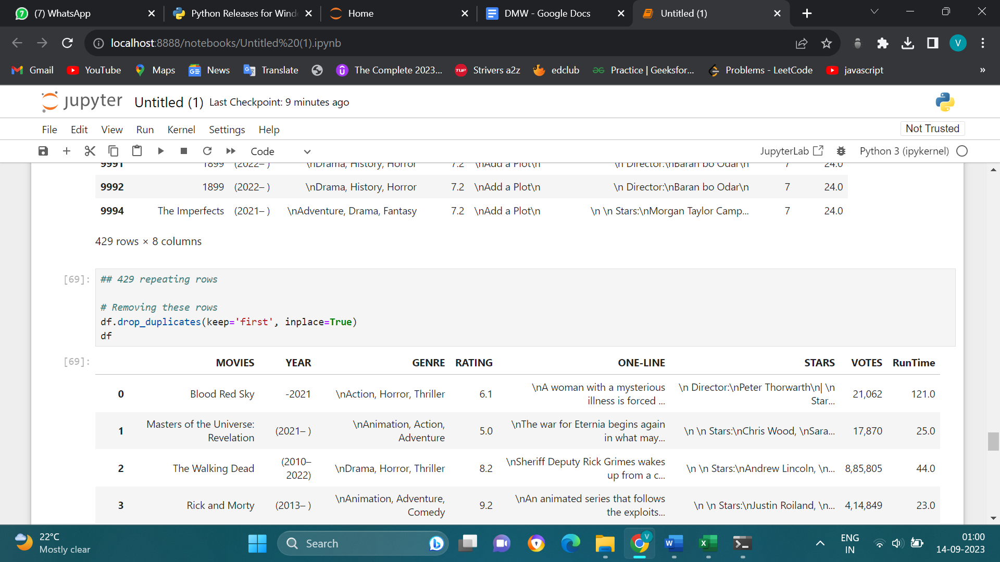 (7) WhatsApp
Python Releases for Wind
Home
DMW - Google Docs
Untitled (1)
localhost:8888/notebooks/Untitled%20(1).ipynb
V
Gmail
YouTube
Maps
News
Translate
The Complete 2023...
Strivers a2z
edclub
Practice | Geeksfor...
Problems - LeetCode
javascript
»
jupyter Untitled (1) Last Checkpoint: 9 minutes ago
File Edit View Run Kernel Settings Help
Not Trusted
Code
JupyterLab
Python 3 (ipykernel)
9991 1899 (2022– ) \nDrama, History, Horror 7.2 \nAdd a Plot\n \n Director:\nBaran bo Odar\n 7 24.0
9992 1899 (2022– ) \nDrama, History, Horror 7.2 \nAdd a Plot\n \n Director:\nBaran bo Odar\n 7 24.0
9994 The Imperfects (2021– ) \nAdventure, Drama, Fantasy 7.2 \nAdd a Plot\n \n \n Stars:\nMorgan Taylor Camp... 7 24.0
429 rows × 8 columns
[69]: ## 429 repeating rows
# Removing these rows
df.drop_duplicates(keep='first', inplace=True)
df
[69]: MOVIES YEAR GENRE RATING ONE-LINE STARS VOTES RunTime
0 Blood Red Sky -2021 \nAction, Horror, Thriller 6.1 \nA woman with a mysterious illness is forced ... \n Director:\nPeter Thorwarth\n| \n Star... 21,062 121.0
1 Masters of the Universe: Revelation (2021– ) \nAnimation, Action, Adventure 5.0 \nThe war for Eternia begins again in what may... \n \n Stars:\nChris Wood, \nSara... 17,870 25.0
2 The Walking Dead (2010– 2022) \nDrama, Horror, Thriller 8.2 \nSheriff Deputy Rick Grimes wakes up from a c... \n \n Stars:\nAndrew Lincoln, \n... 8,85,805 44.0
3 Rick and Morty (2013– ) \nAnimation, Adventure, Comedy 9.2 \nAn animated series that follows the exploits... \n \n Stars:\nJustin Roiland, \n... 4,14,849 23.0
22°C
Mostly clear
Search
ENG
IN
01:00
14-09-2023